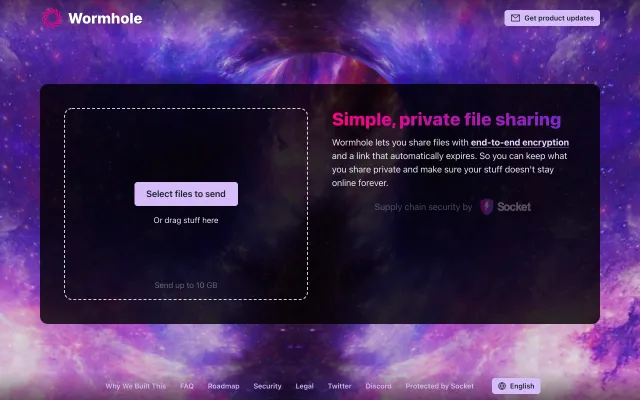 Wormhole
Get product updates
Select files to send
Or drag stuff here
Send up to 10 GB
Simple, private file sharing
Wormhole lets you share files with end-to-end encryption
and a link that automatically expires. So you can keep what
you share private and make sure your stuff doesn't stay
online forever.
Supply chain security by Socket
Why We Built This FAQ Roadmap Security Legal Twitter Discord Protected by Socket English